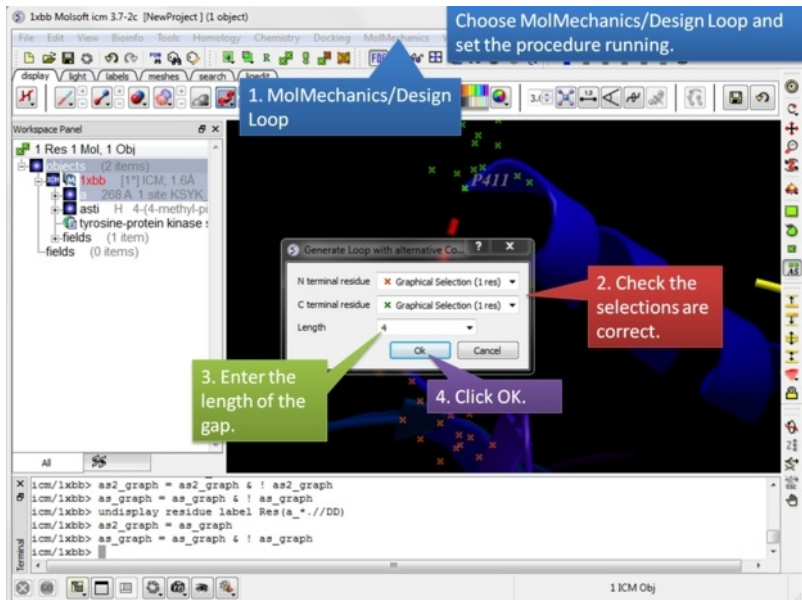 1xbb Molsoft icm 3.7-2c [NewProject] (1 object)
Choose MolMechanics/Design Loop and
set the procedure running.
File Edit View Bioinfo Tools Homology Chemistry Docking MolMechanics
display light labels meshes search ligedit
1. MolMechanics/Design
Loop
Workspace Panel
1 Res 1 Mol, 1 Obj
objects (2 items)
1xbb [1*] ICM; 1.6Å
a 268 A 1 site KSYK_
asti H 4-(4-methyl-pi
tyrosine-protein kinase s
fields (1 item)
fields (0 items)
P411
Generate Loop with alternative Co...
N terminal residue Graphical Selection (1 res)
C terminal residue Graphical Selection (1 res)
Length 4
Ok Cancel
2. Check the
selections are
correct.
3. Enter the
length of the
gap.
4. Click OK.
All
icm/1xbb> as2_graph = as2_graph & ! as2_graph
icm/1xbb> as_graph = as_graph & ! as_graph
icm/1xbb> undisplay residue label Res(a_*.//DD)
icm/1xbb> as2_graph = as_graph
icm/1xbb> as_graph = as_graph & ! as_graph
icm/1xbb>
Terminal
1 ICM Obj